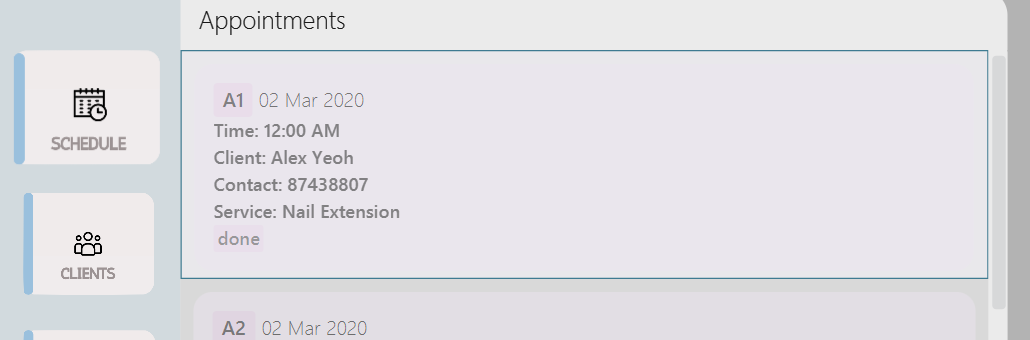 Appointments
SCHEDULE
CLIENTS
A1 02 Mar 2020
Time: 12:00 AM
Client: Alex Yeoh
Contact: 87438807
Service: Nail Extension
done
A2 02 Mar 2020